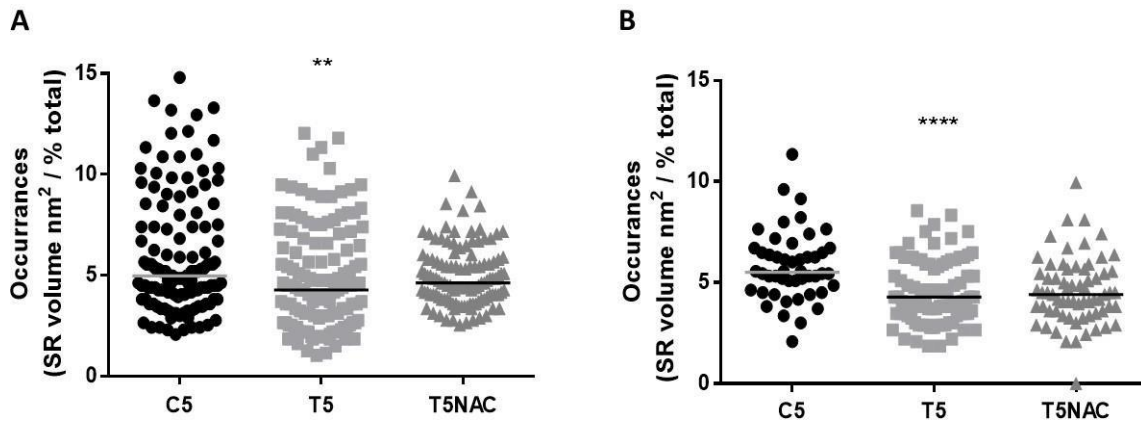 A
Occurrances
(SR volume nm² / % total)
15
10
5
0
**
C5
T5
T5NAC
B
Occurances
(SR volume nm² / % total)
15
10
5
0
****
C5
T5
T5NAC